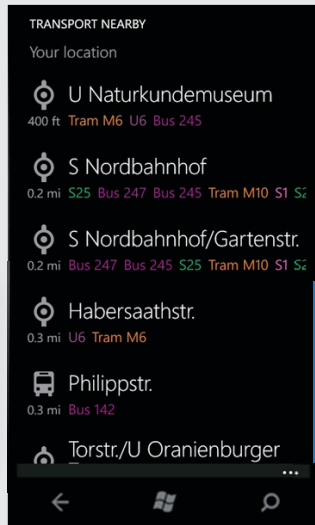 TRANSPORT NEARBY
Your location
U Naturkundemuseum
400 ft Tram M6 U6 Bus 245
S Nordbahnhof
0.2 mi S25 Bus 247 Bus 245 Tram M10 S1 S2
S Nordbahnhof/Gartenstr.
0.2 mi Bus 247 Bus 245 S25 Tram M10 S1 S2
Habersaathstr.
0.3 mi U6 Tram M6
Philippstr.
0.3 mi Bus 142
Torstr./U Oranienburger
...